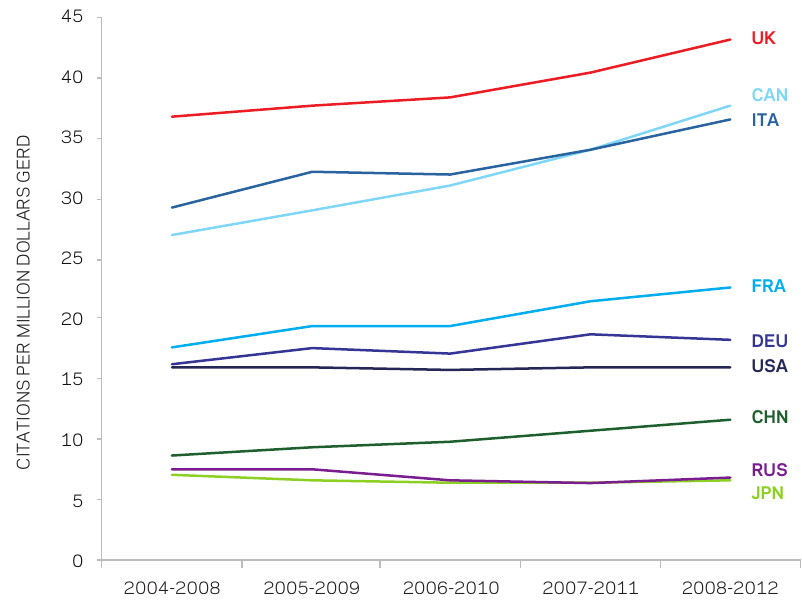 CITATIONS PER MILLION DOLLARS GERD
45
40
35
30
25
20
15
10
5
0
UK
CAN
ITA
FRA
DEU
USA
CHN
RUS
JPN
2004-2008 2005-2009 2006-2010 2007-2011 2008-2012